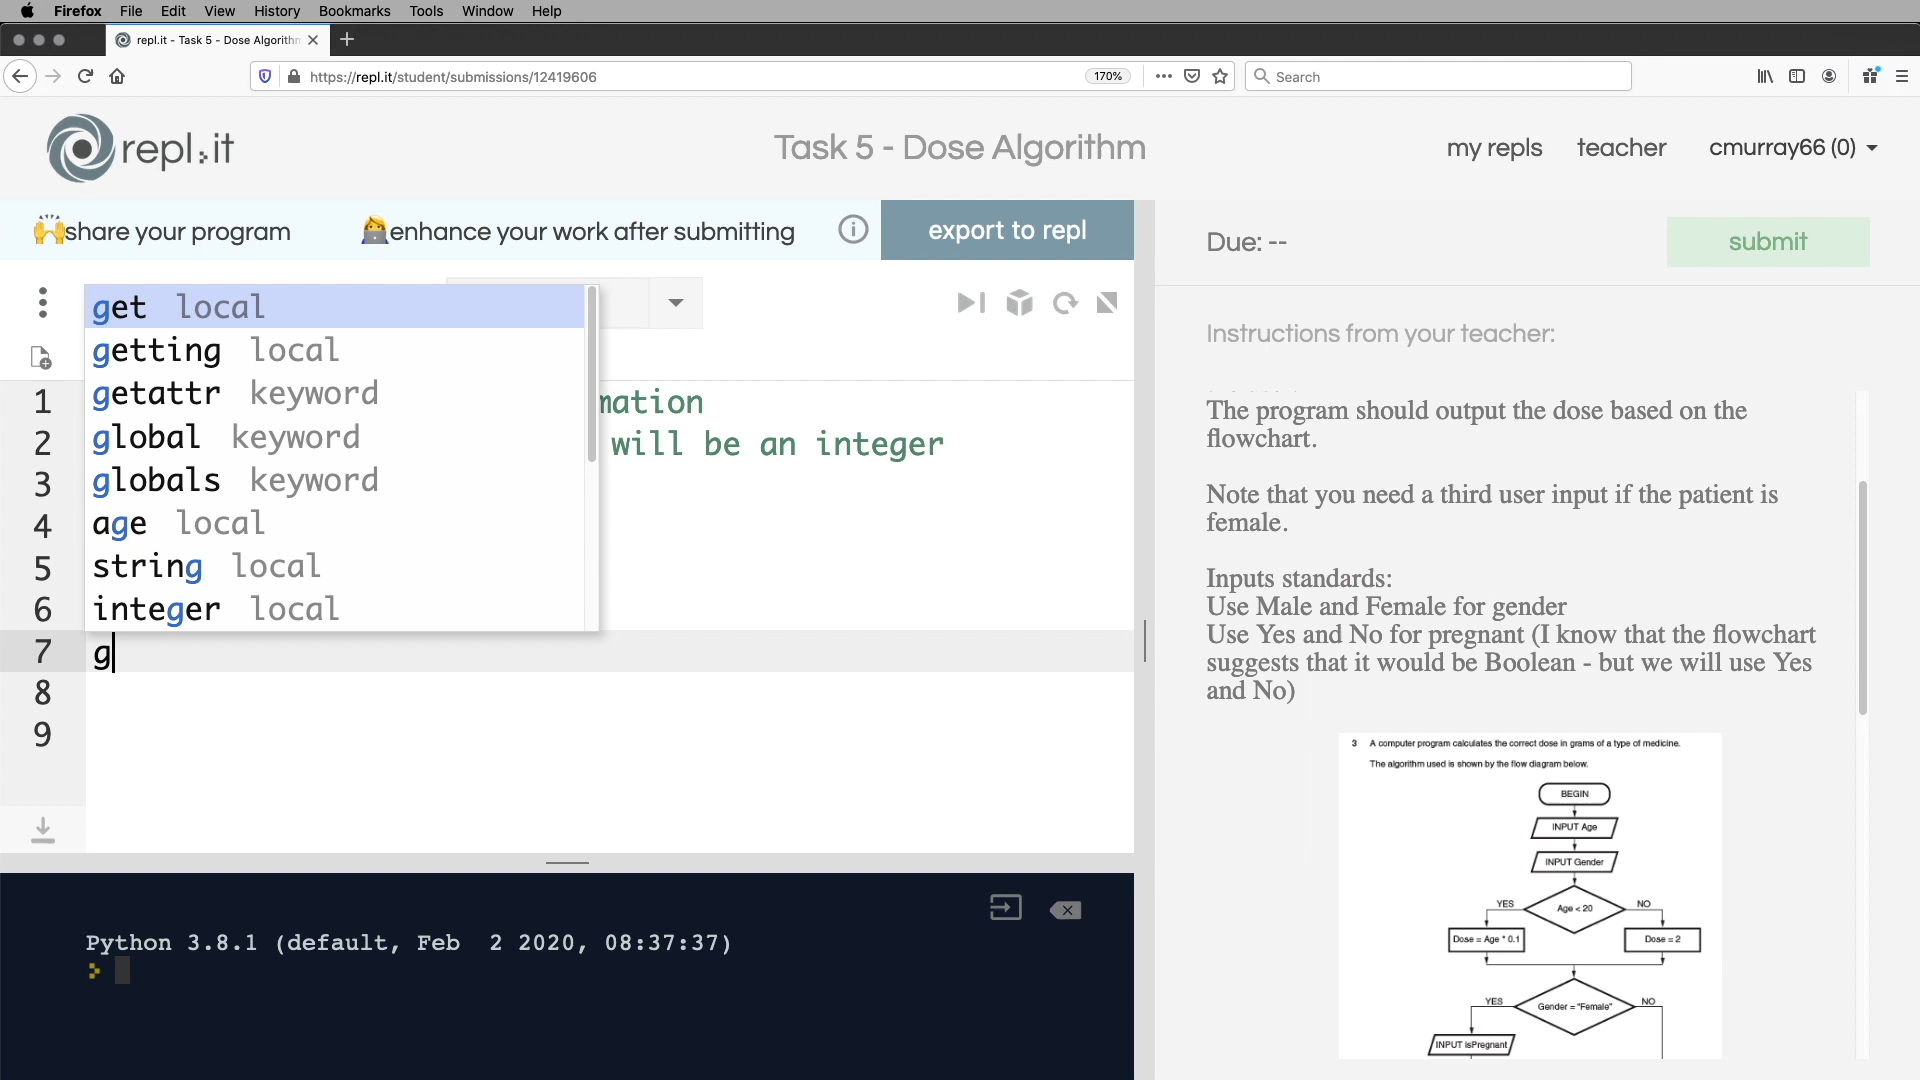 Firefox File Edit View History Bookmarks Tools Window Help
repl.it - Task 5 - Dose Algorithm
https://repl.it/student/submissions/12419606 170% Search
repl.it Task 5 - Dose Algorithm my repls teacher cmurray66 (0)
share your program enhance your work after submitting export to repl
Due: -- submit
get local
getting local
getattr keyword
global keyword
globals keyword
age local
string local
integer local
1 mation
2 will be an integer
3
4
5
6
7 g
8
9
Python 3.8.1 (default, Feb 2 2020, 08:37:37)
Instructions from your teacher:
The program should output the dose based on the
flowchart.
Note that you need a third user input if the patient is
female.
Inputs standards:
Use Male and Female for gender
Use Yes and No for pregnant (I know that the flowchart
suggests that it would be Boolean - but we will use Yes
and No)
3 A computer program calculates the correct dose in grams of a type of medicine.
The algorithm used is shown by the flow diagram below.
BEGIN
INPUT Age
INPUT Gender
YES Age < 20 NO
Dose = Age * 0.1 Dose = 2
YES Gender = "Female" NO
INPUT isPregnant